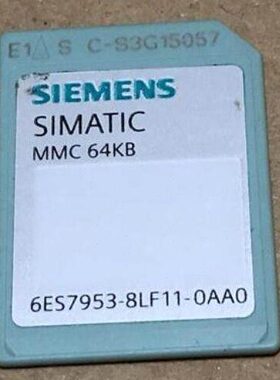 E1 S C-S3G15057
SIEMENS
SIMATIC
MMC 64KB
6ES7953-8LF11-0AA0